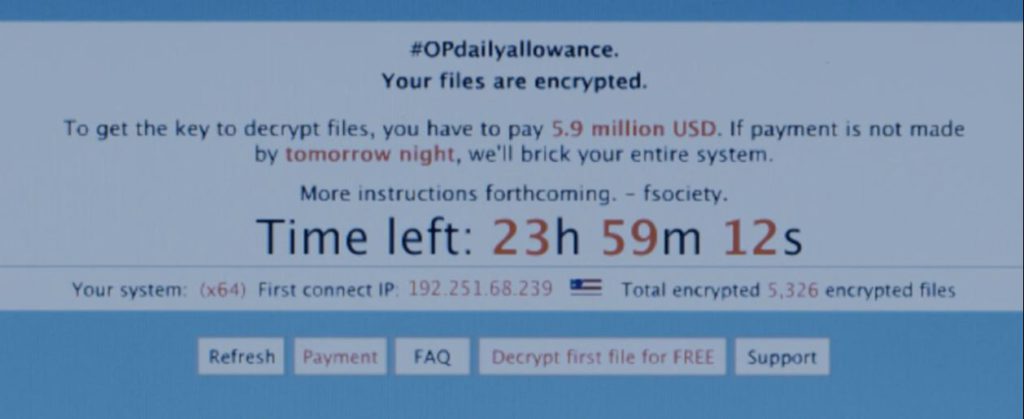 #OPdailyallowance.
Your files are encrypted.
To get the key to decrypt files, you have to pay 5.9 million USD. If payment is not made
by tomorrow night, we'll brick your entire system.
More instructions forthcoming. – fsociety.
Time left: 23h 59m 12s
Your system: (x64) First connect IP: 192.251.68.239 Total encrypted 5,326 encrypted files
Refresh Payment FAQ Decrypt first file for FREE Support